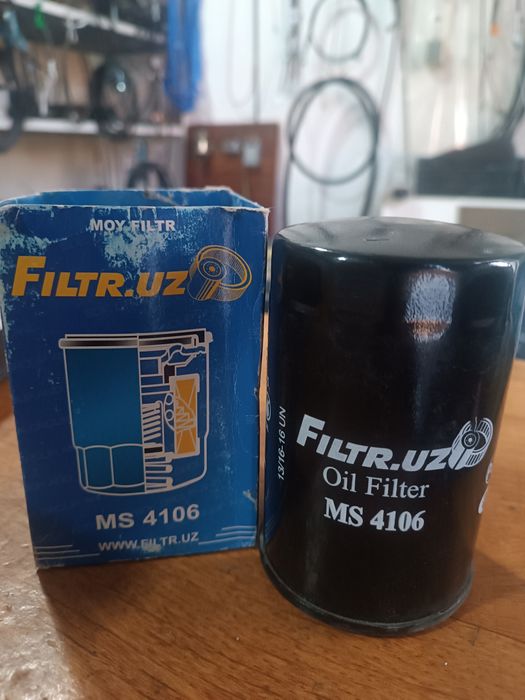 MOY FILTR
FILTR.UZ
MS 4106
WWW.FILTR.UZ
13/16-16 UN
FILTR.UZ
Oil Filter
MS 4106